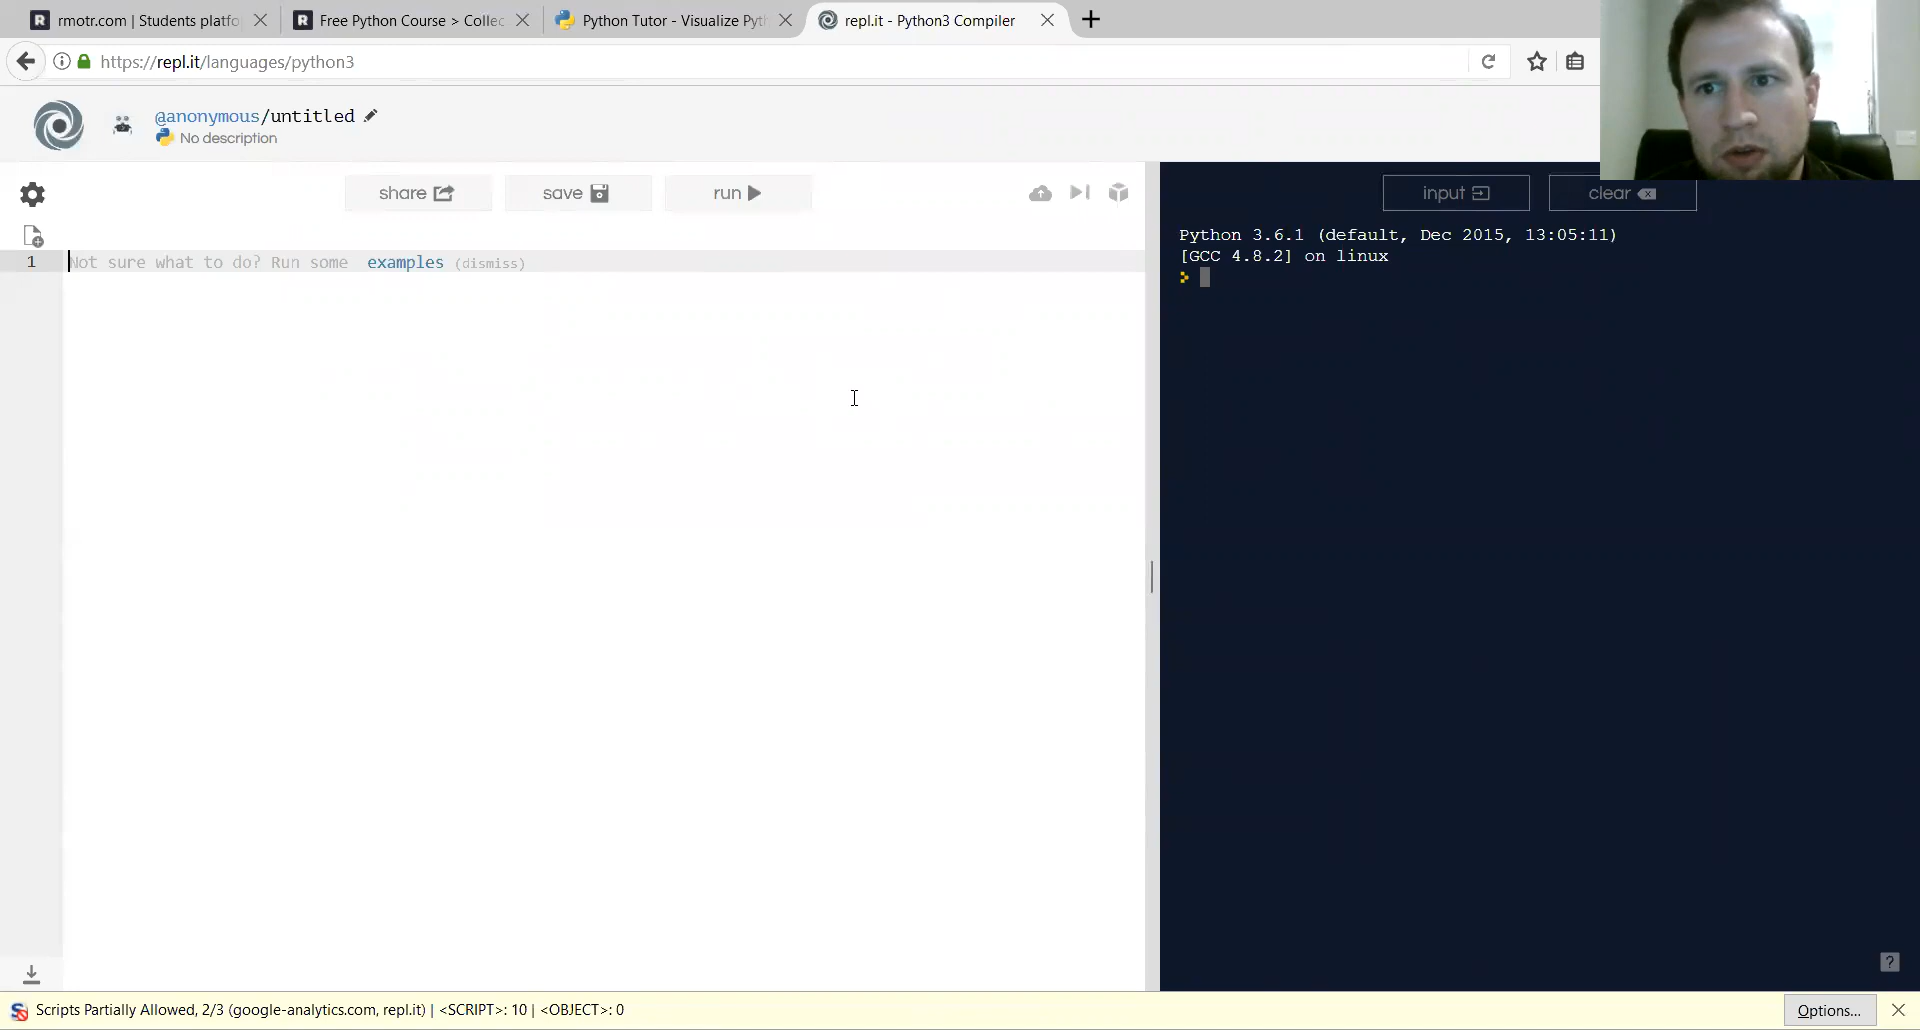 rmotr.com | Students platfo
Free Python Course > Collec
Python Tutor - Visualize Pyth
repl.it - Python3 Compiler
https://repl.it/languages/python3
@anonymous/untitled
No description
share
save
run
input
clear
1
Not sure what to do? Run some examples (dismiss)
Python 3.6.1 (default, Dec 2015, 13:05:11)
[GCC 4.8.2] on linux
>
?
Scripts Partially Allowed, 2/3 (google-analytics.com, repl.it) | <SCRIPT>: 10 | <OBJECT>: 0
Options...